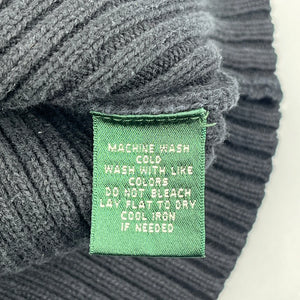 MACHINE WASH
COLD
WASH WITH LIKE
COLORS
DO NOT BLEACH
LAY FLAT TO DRY
COOL IRON
IF NEEDED